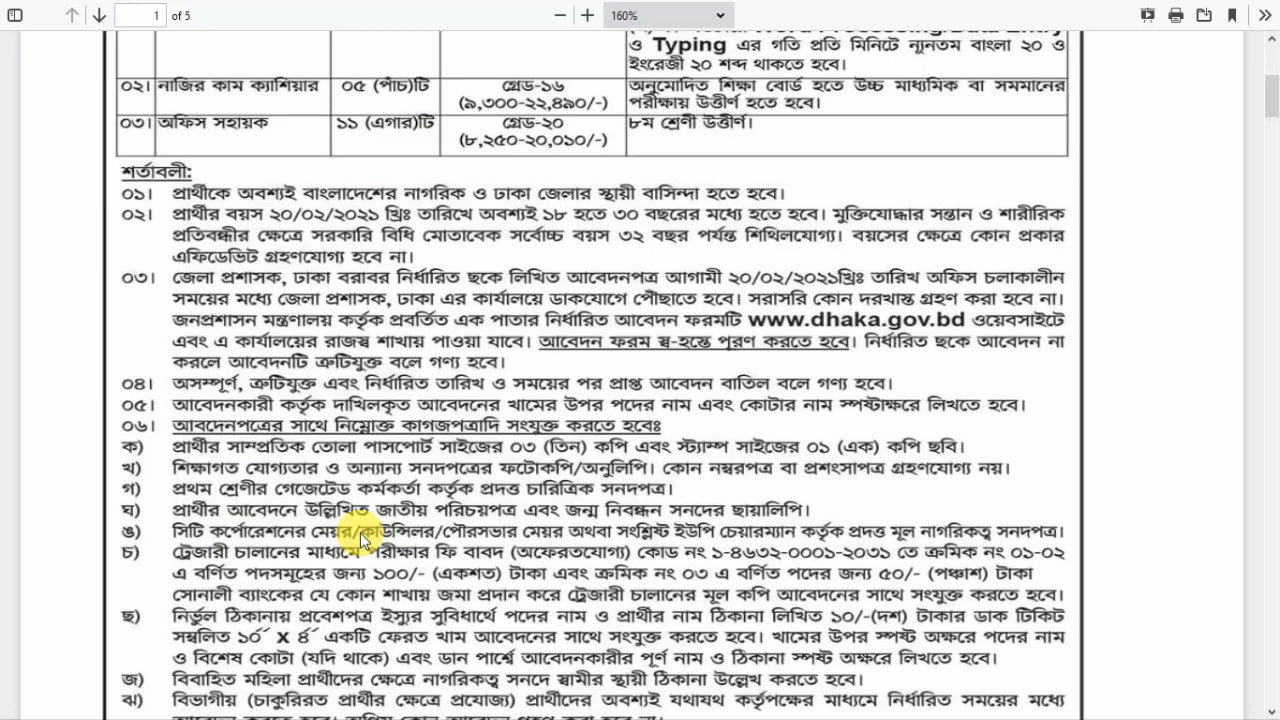 1 of 5 160%
Word Processing/Data Entry
ও Typing এর গতি প্রতি মিনিটে ন্যূনতম বাংলা ২০ ও
ইংরেজী ২০ শব্দ থাকতে হবে।
০২। নাজির কাম ক্যাশিয়ার ০৫ (পাঁচ)টি গ্রেড-১৬ অনুমোদিত শিক্ষা বোর্ড হতে উচ্চ মাধ্যমিক বা সমমানের
(৯,৩০০-২২,৪৯০/-) পরীক্ষায় উত্তীর্ণ হতে হবে।
০৩। অফিস সহায়ক ১১ (এগার)টি গ্রেড-২০ ৮ম শ্রেণী উত্তীর্ণ।
(৮,২৫০-২০,০১০/-)
শর্তাবলী:
০১। প্রার্থীকে অবশ্যই বাংলাদেশের নাগরিক ও ঢাকা জেলার স্থায়ী বাসিন্দা হতে হবে।
০২। প্রার্থীর বয়স ২০/০২/২০২১ খ্রিঃ তারিখে অবশ্যই ১৮ হতে ৩০ বছরের মধ্যে হতে হবে। মুক্তিযোদ্ধার সন্তান ও শারীরিক
প্রতিবন্ধীর ক্ষেত্রে সরকারি বিধি মোতাবেক সর্বোচ্চ বয়স ৩২ বছর পর্যন্ত শিথিলযোগ্য। বয়সের ক্ষেত্রে কোন প্রকার
এফিডেভিট গ্রহণযোগ্য হবে না।
০৩। জেলা প্রশাসক, ঢাকা বরাবর নির্ধারিত ছকে লিখিত আবেদনপত্র আগামী ২০/০২/২০২১খ্রিঃ তারিখ অফিস চলাকালীন
সময়ের মধ্যে জেলা প্রশাসক, ঢাকা এর কার্যালয়ে ডাকযোগে পৌঁছাতে হবে। সরাসরি কোন দরখাস্ত গ্রহণ করা হবে না।
জনপ্রশাসন মন্ত্রণালয় কর্তৃক প্রবর্তিত এক পাতার নির্ধারিত আবেদন ফরমটি www.dhaka.gov.bd ওয়েবসাইটে
এবং এ কার্যালয়ের রাজস্ব শাখায় পাওয়া যাবে। আবেদন ফরম স্ব-হস্তে পূরণ করতে হবে। নির্ধারিত ছকে আবেদন না
করলে আবেদনটি ত্রুটিযুক্ত বলে গণ্য হবে।
০৪। অসম্পূর্ণ, ত্রুটিযুক্ত এবং নির্ধারিত তারিখ ও সময়ের পর প্রাপ্ত আবেদন বাতিল বলে গণ্য হবে।
০৫। আবেদনকারী কর্তৃক দাখিলকৃত আবেদনের খামের উপর পদের নাম এবং কোটার নাম স্পষ্টাক্ষরে লিখতে হবে।
০৬। আবদেনপত্রের সাথে নিম্নোক্ত কাগজপত্রাদি সংযুক্ত করতে হবেঃ
ক) প্রার্থীর সাম্প্রতিক তোলা পাসপোর্ট সাইজের ০৩ (তিন) কপি এবং স্ট্যাম্প সাইজের ০১ (এক) কপি ছবি।
খ) শিক্ষাগত যোগ্যতার ও অন্যান্য সনদপত্রের ফটোকপি/অনুলিপি। কোন নম্বরপত্র বা প্রশংসাপত্র গ্রহণযোগ্য নয়।
গ) প্রথম শ্রেণীর গেজেটেড কর্মকর্তা কর্তৃক প্রদত্ত চারিত্রিক সনদপত্র।
ঘ) প্রার্থীর আবেদনে উল্লিখিত জাতীয় পরিচয়পত্র এবং জন্ম নিবন্ধন সনদের ছায়ালিপি।
ঙ) সিটি কর্পোরেশনের মেয়র/কাউন্সিলর/পৌরসভার মেয়র অথবা সংশ্লিষ্ট ইউপি চেয়ারম্যান কর্তৃক প্রদত্ত মূল নাগরিকত্ব সনদপত্র।
চ) ট্রেজারী চালানের মাধ্যমে পরীক্ষার ফি বাবদ (অফেরতযোগ্য) কোড নং ১-৪৬৩২-০০০১-২০৩১ তে ক্রমিক নং ০১-০২
এ বর্ণিত পদসমূহের জন্য ১০০/- (একশত) টাকা এবং ক্রমিক নং ০৩ এ বর্ণিত পদের জন্য ৫০/- (পঞ্চাশ) টাকা
সোনালী ব্যাংকের যে কোন শাখায় জমা প্রদান করে ট্রেজারী চালানের মূল কপি আবেদনের সাথে সংযুক্ত করতে হবে।
ছ) নির্ভুল ঠিকানায় প্রবেশপত্র ইস্যুর সুবিধার্থে পদের নাম ও প্রার্থীর নাম ঠিকানা লিখিত ১০/-(দশ) টাকার ডাক টিকিট
সম্বলিত ১০˝ X ৪˝ একটি ফেরত খাম আবেদনের সাথে সংযুক্ত করতে হবে। খামের উপর স্পষ্ট অক্ষরে পদের নাম
ও বিশেষ কোটা (যদি থাকে) এবং ডান পার্শ্বে আবেদনকারীর পূর্ণ নাম ও ঠিকানা স্পষ্ট অক্ষরে লিখতে হবে।
জ) বিবাহিত মহিলা প্রার্থীদের ক্ষেত্রে নাগরিকত্ব সনদে স্বামীর স্থায়ী ঠিকানা উল্লেখ করতে হবে।
ঝ) বিভাগীয় (চাকুরিরত প্রার্থীর ক্ষেত্রে প্রযোজ্য) প্রার্থীদের অবশ্যই যথাযথ কর্তৃপক্ষের মাধ্যমে নির্ধারিত সময়ের মধ্যে